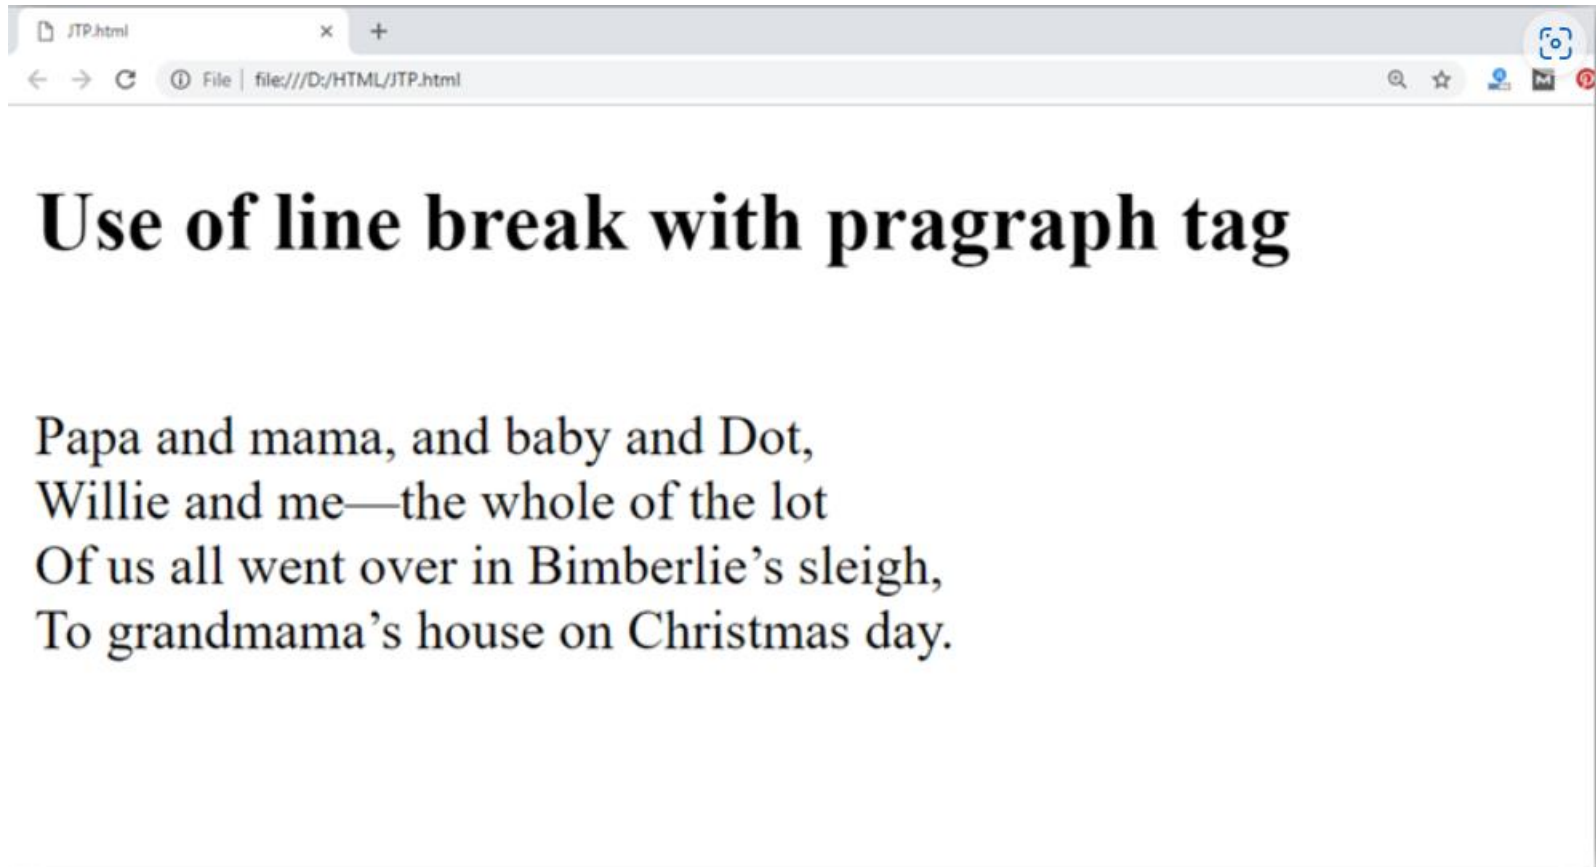 JTP.html
File | file:///D:/HTML/JTP.html
Use of line break with pragraph tag
Papa and mama, and baby and Dot,
Willie and me—the whole of the lot
Of us all went over in Bimberlie’s sleigh,
To grandmama’s house on Christmas day.